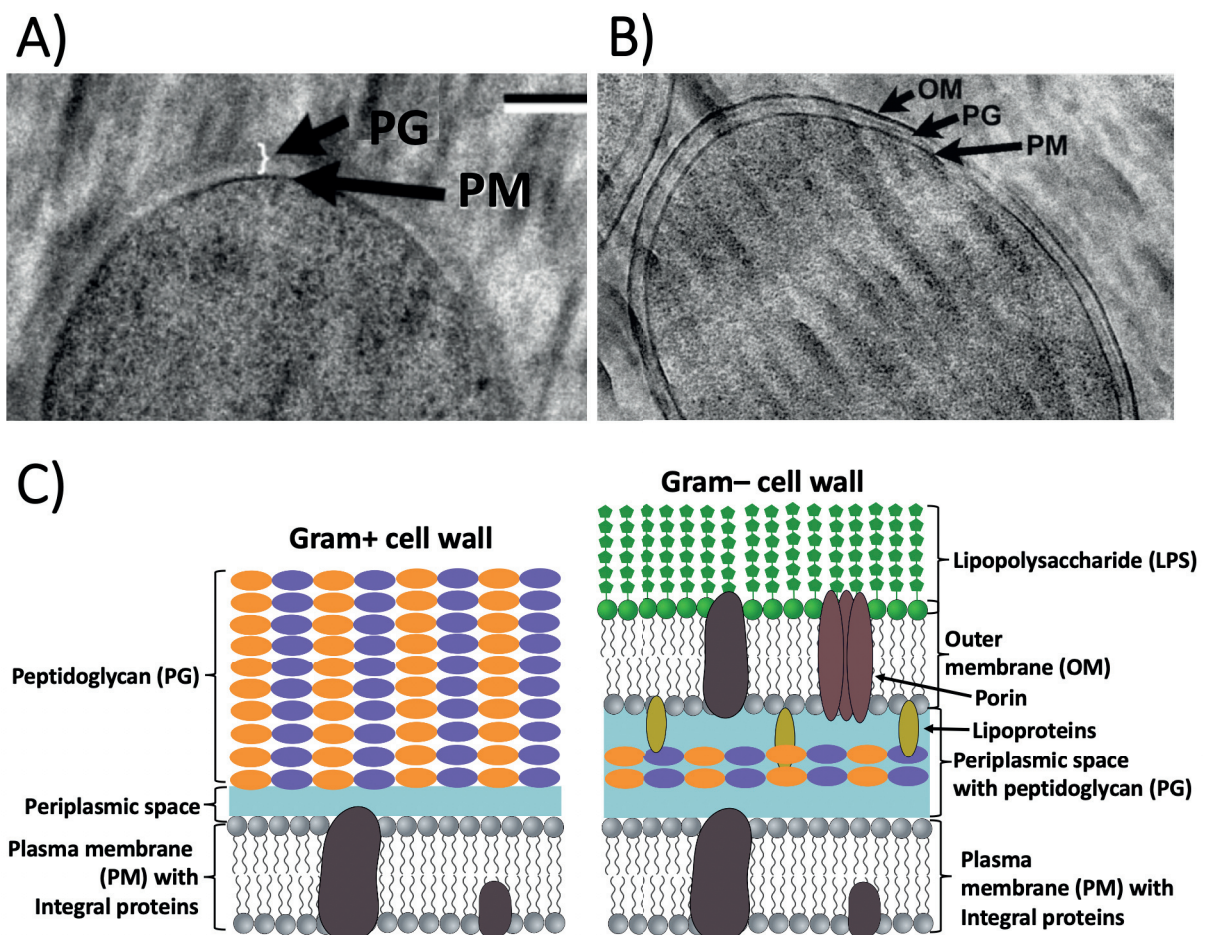 A)
PG
PM
B)
OM
PG
PM
C)
Gram+ cell wall
Peptidoglycan (PG)
Periplasmic space
Plasma membrane
(PM) with
Integral proteins
Gram– cell wall
Lipopolysaccharide (LPS)
Outer
membrane (OM)
Porin
Lipoproteins
Periplasmic space
with peptidoglycan (PG)
Plasma
membrane (PM) with
Integral proteins